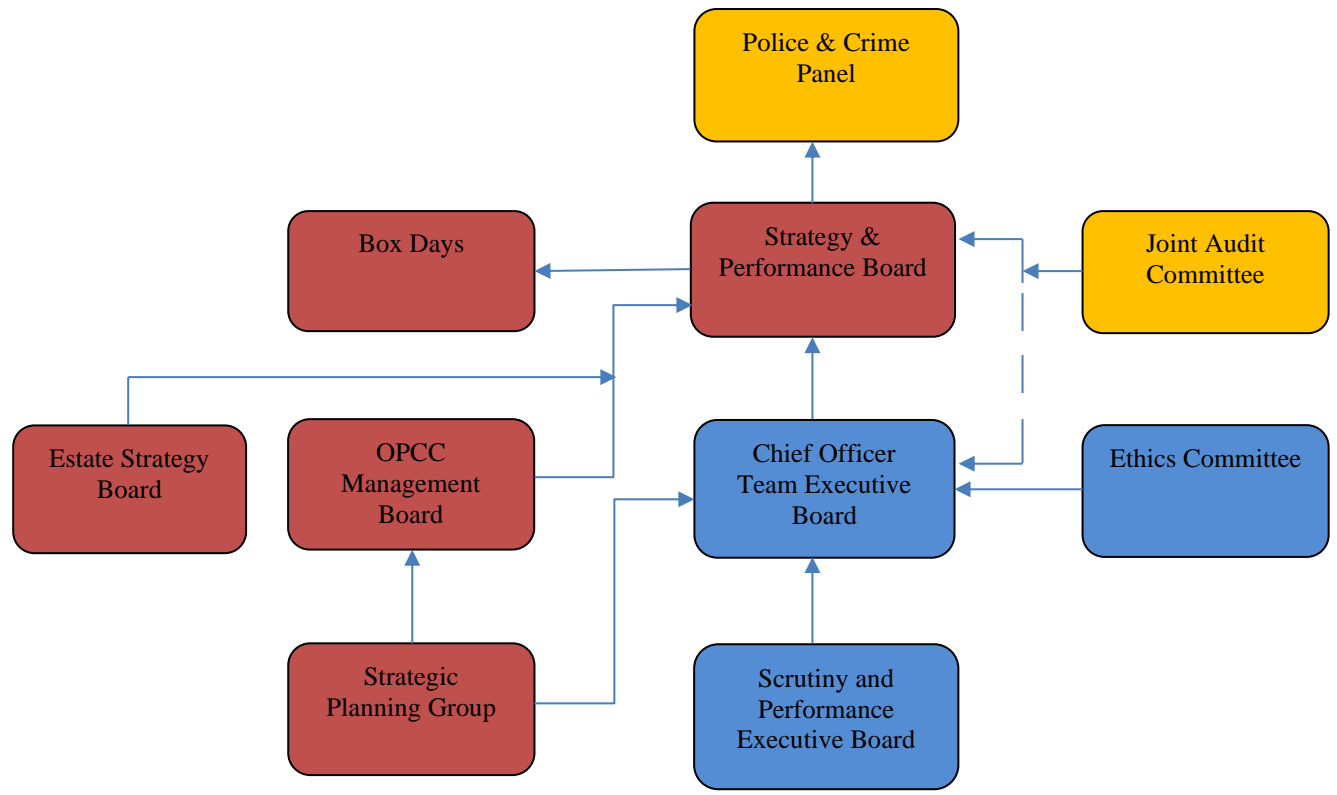 Police & Crime
Panel
Box Days
Strategy &
Performance Board
Joint Audit
Committee
Estate Strategy
Board
OPCC
Management
Board
Chief Officer
Team Executive
Board
Ethics Committee
Strategic
Planning Group
Scrutiny and
Performance
Executive Board